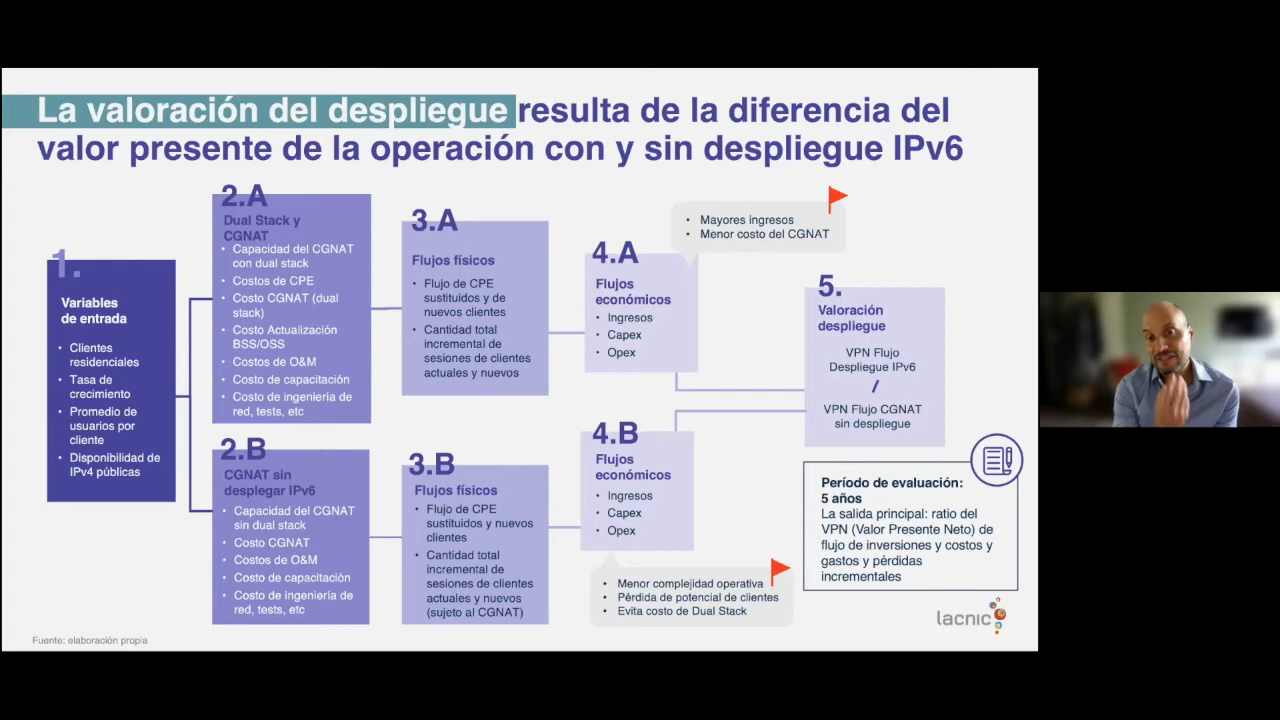 La valoración del despliegue resulta de la diferencia del
valor presente de la operación con y sin despliegue IPv6
1.
Variables
de entrada
• Clientes
residenciales
• Tasa de
crecimiento
• Promedio de
usuarios por
cliente
• Disponibilidad de
IPv4 públicas
2.A
Dual Stack y
CGNAT
• Capacidad del CGNAT
con dual stack
• Costos de CPE
• Costo CGNAT (dual
stack)
• Costo Actualización
BSS/OSS
• Costos de O&M
• Costo de capacitación
• Costo de ingeniería de
red, tests, etc
2.B
CGNAT sin
desplegar IPv6
• Capacidad del CGNAT
sin dual stack
• Costo CGNAT
• Costos de O&M
• Costo de capacitación
• Costo de ingeniería de
red, tests, etc
3.A
Flujos físicos
• Flujo de CPE
sustituidos y de
nuevos clientes
• Cantidad total
incremental de
sesiones de clientes
actuales y nuevos
3.B
Flujos físicos
• Flujo de CPE
sustituidos y nuevos
clientes
• Cantidad total
incremental de
sesiones de clientes
actuales y nuevos
(sujeto al CGNAT)
4.A
Flujos
económicos
• Ingresos
• Capex
• Opex
• Mayores ingresos
• Menor costo del CGNAT
4.B
Flujos
económicos
• Ingresos
• Capex
• Opex
• Menor complejidad operativa
• Pérdida de potencial de clientes
• Evita costo de Dual Stack
5.
Valoración
despliegue
VPN Flujo
Despliegue IPv6
/
VPN Flujo CGNAT
sin despliegue
Período de evaluación:
5 años
La salida principal: ratio del
VPN (Valor Presente Neto) de
flujo de inversiones y costos y
gastos y pérdidas
incrementales
lacnic
Fuente: elaboración propia